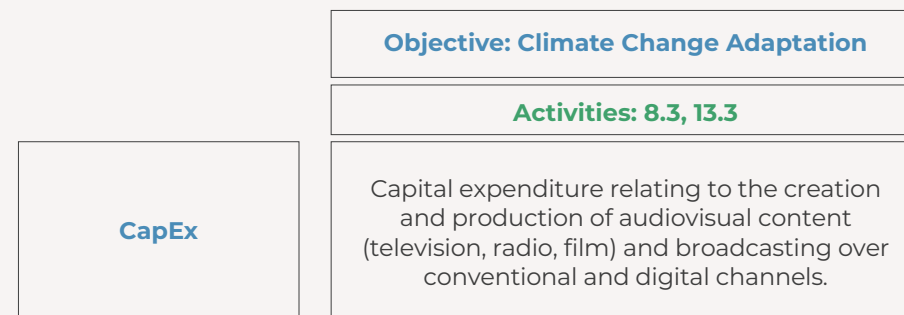 Objective: Climate Change Adaptation
Activities: 8.3, 13.3
CapEx
Capital expenditure relating to the creation
and production of audiovisual content
(television, radio, film) and broadcasting over
conventional and digital channels.